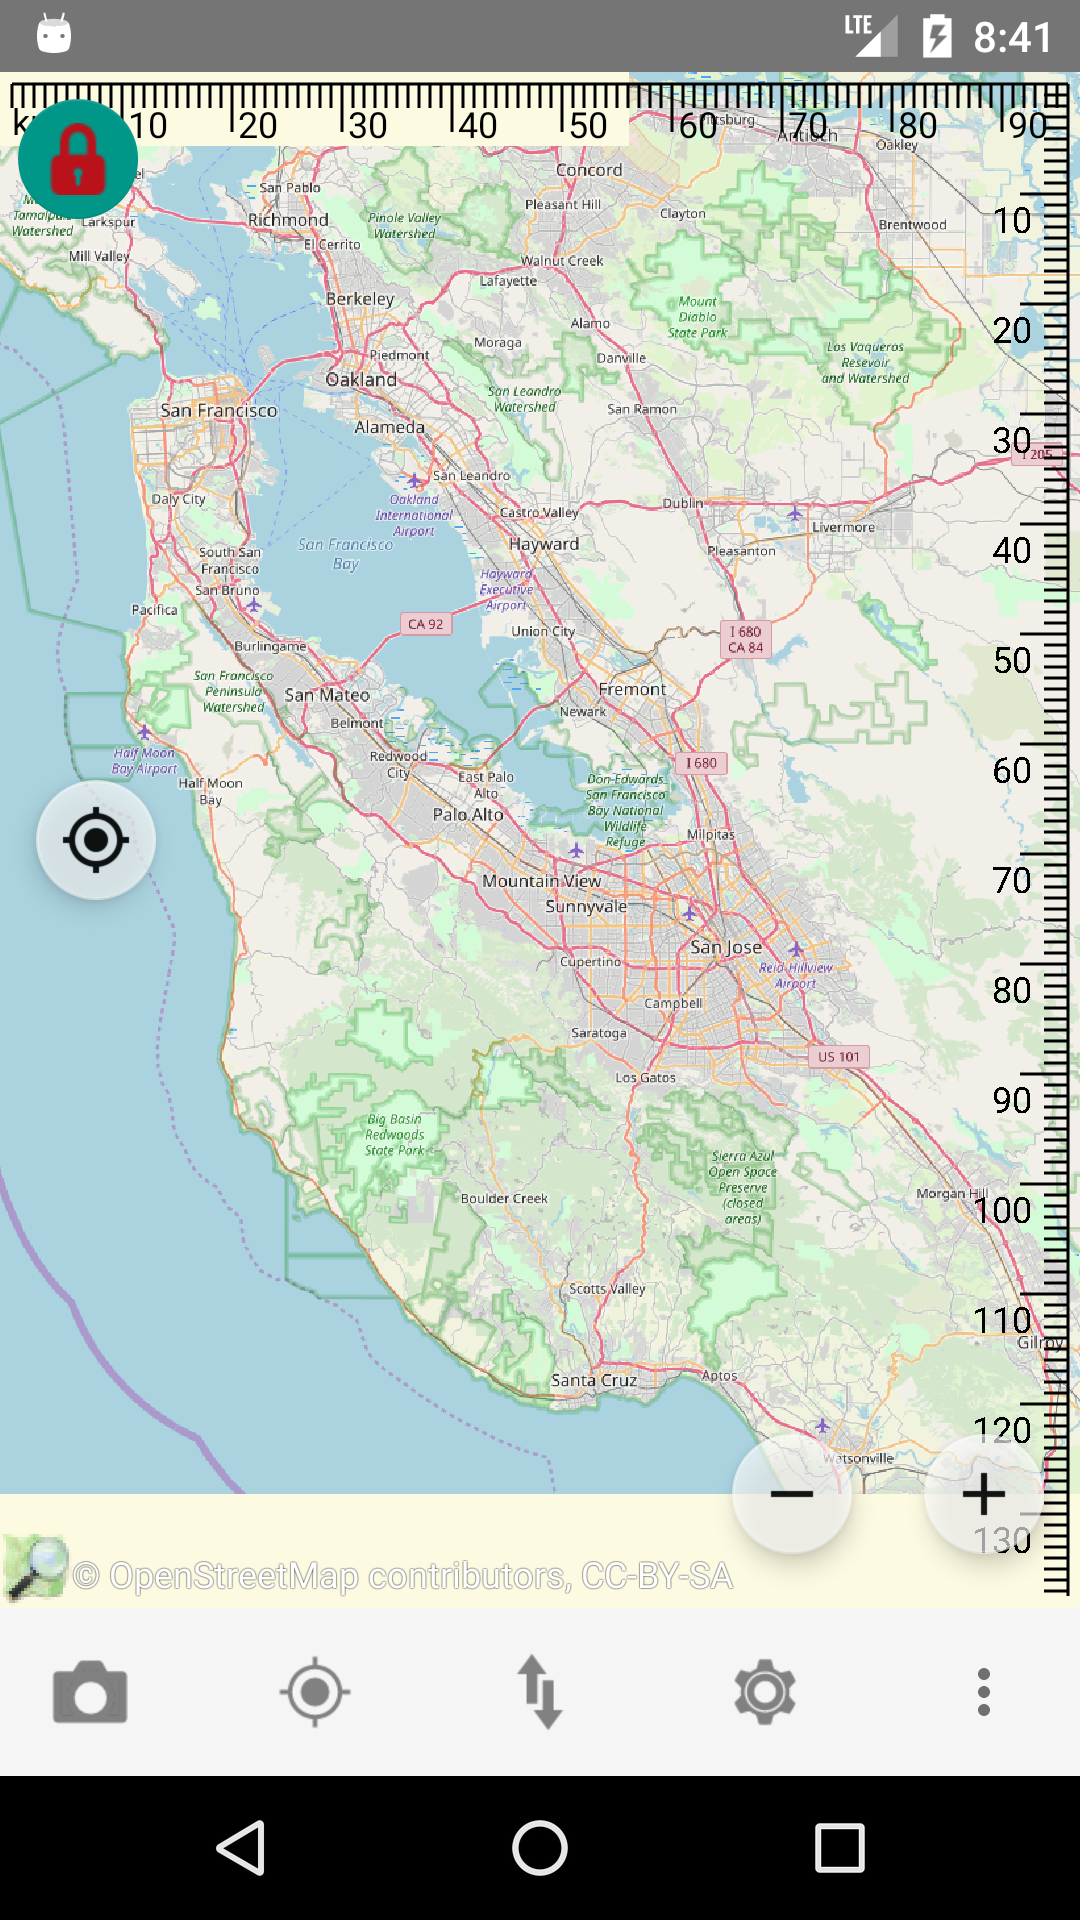 LTE 8:41
10 20 30 40 50 60 70 80 90
Pittsburg
Antioch
Oakley
Concord
San Pablo
Pleasant Hill
Richmond
Clayton
Pinole Valley
Watershed
Tamalpais
Watershed
Larkspur
Brentwood
10
El Cerrito
Mill Valley
Walnut Creek
Lafayette
Berkeley
Mount
Diablo
State Park
Alamo
20
Moraga
Los Vaqueros
Resevoir
and Watershed
Piedmont
Danville
Oakland
San Leandro
Watershed
San Francisco
San Ramon
Alameda
30
I 205
San Leandro
Daly City
Oakland
International
Airport
Dublin
Castro Valley
Livermore
San Francisco
Bay
Hayward
South San
Francisco
Pleasanton
40
Hayward
Executive
Airport
San Bruno
Pacifica
CA 92
Union City
I 680
CA 84
Burlingame
50
San Francisco
Peninsula
Watershed
San Mateo
Fremont
Newark
Belmont
Half Moon
Bay Airport
Redwood
City
I 680
60
East Palo
Alto
Half Moon
Bay
Don Edwards
San Francisco
Bay National
Wildlife
Refuge
Palo Alto
Milpitas
Mountain View
70
Sunnyvale
San Jose
Cupertino
Reid-Hillview
Airport
80
Campbell
Saratoga
US 101
Los Gatos
90
Big Basin
Redwoods
State Park
Sierra Azul
Open Space
Preserve
(closed
areas)
Boulder Creek
Morgan Hill
100
Scotts Valley
110
Gilroy
Santa Cruz
Aptos
120
Watsonville
130
© OpenStreetMap contributors, CC-BY-SA